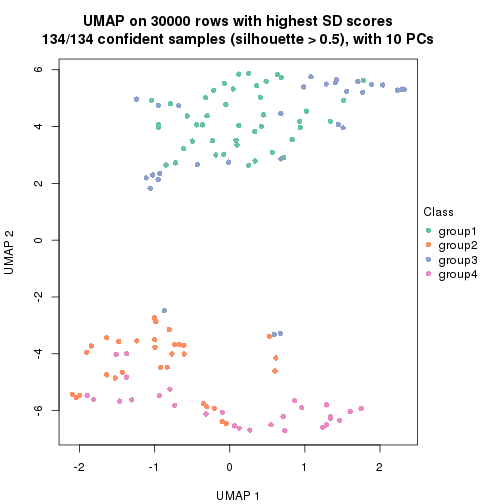 UMAP on 30000 rows with highest SD scores
134/134 confident samples (silhouette > 0.5), with 10 PCs
6
4
2
0
-2
-4
-6
UMAP 2
-2
-1
0
1
2
UMAP 1
Class
group1
group2
group3
group4